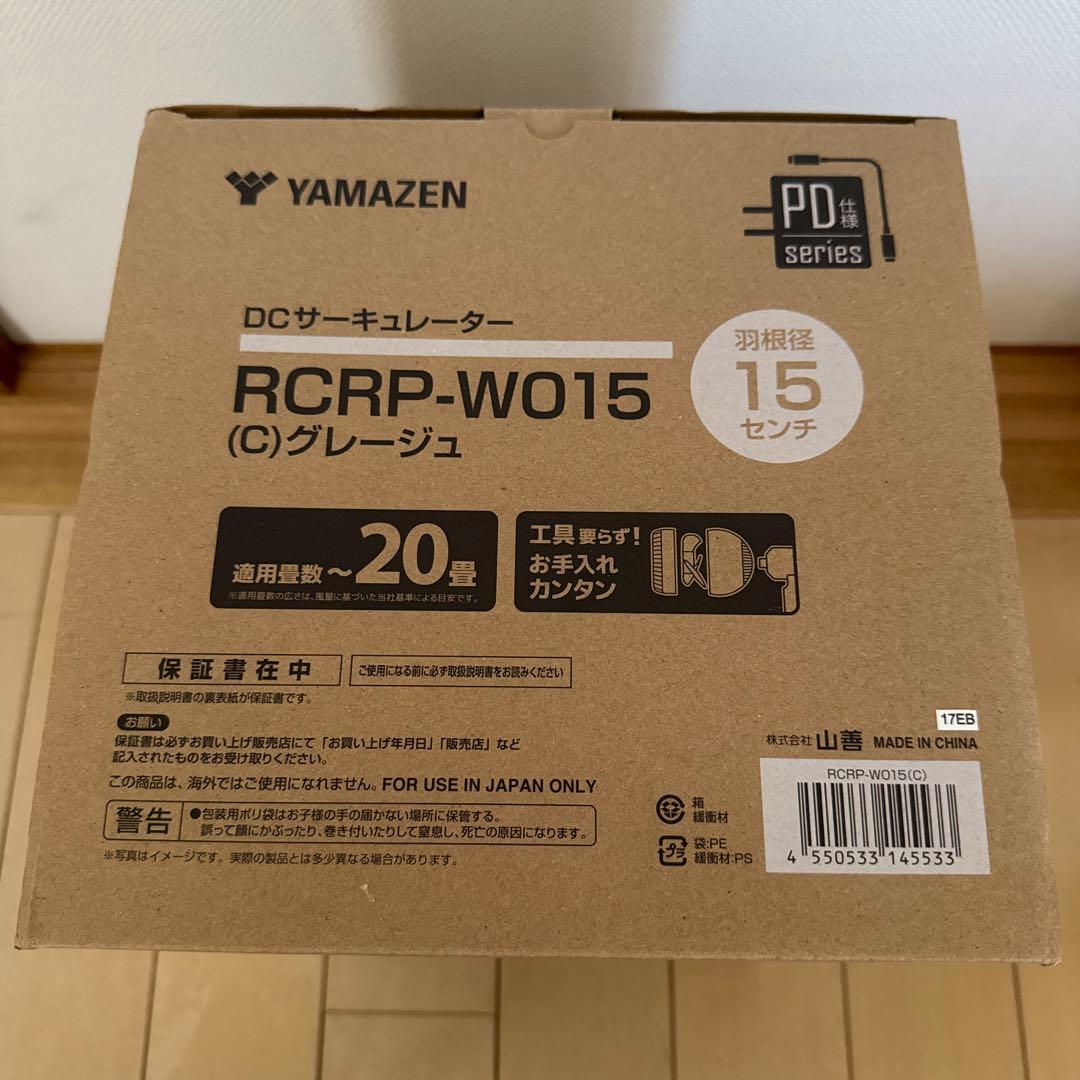 YAMAZEN
PD仕様
series
DCサーキュレーター
RCRP-W015
(C)グレージュ
羽根径
15
センチ
適用畳数～20畳
※適用畳数の広さは、風量に基づいた当社基準による目安です。
工具要らず!
お手入れ
カンタン
保証書在中
ご使用になる前に必ず取扱説明書をお読みください
※取扱説明書の裏表紙が保証書です。
お願い
保証書は必ずお買い上げ販売店にて「お買い上げ年月日」「販売店」など
記入されたものをお受け取りください。
この商品は、海外ではご使用になれません。FOR USE IN JAPAN ONLY
警告
●包装用ポリ袋はお子様の手の届かない場所に保管する。
誤って顔にかぶったり、巻き付いたりして窒息し、死亡の原因になります。
※写真はイメージです。実際の製品とは多少異なる場合があります。
17EB
株式会社 山善 MADE IN CHINA
箱
緩衝材
プラ
袋:PE
緩衝材:PS
RCRP-W015(C)
4 550533 145533